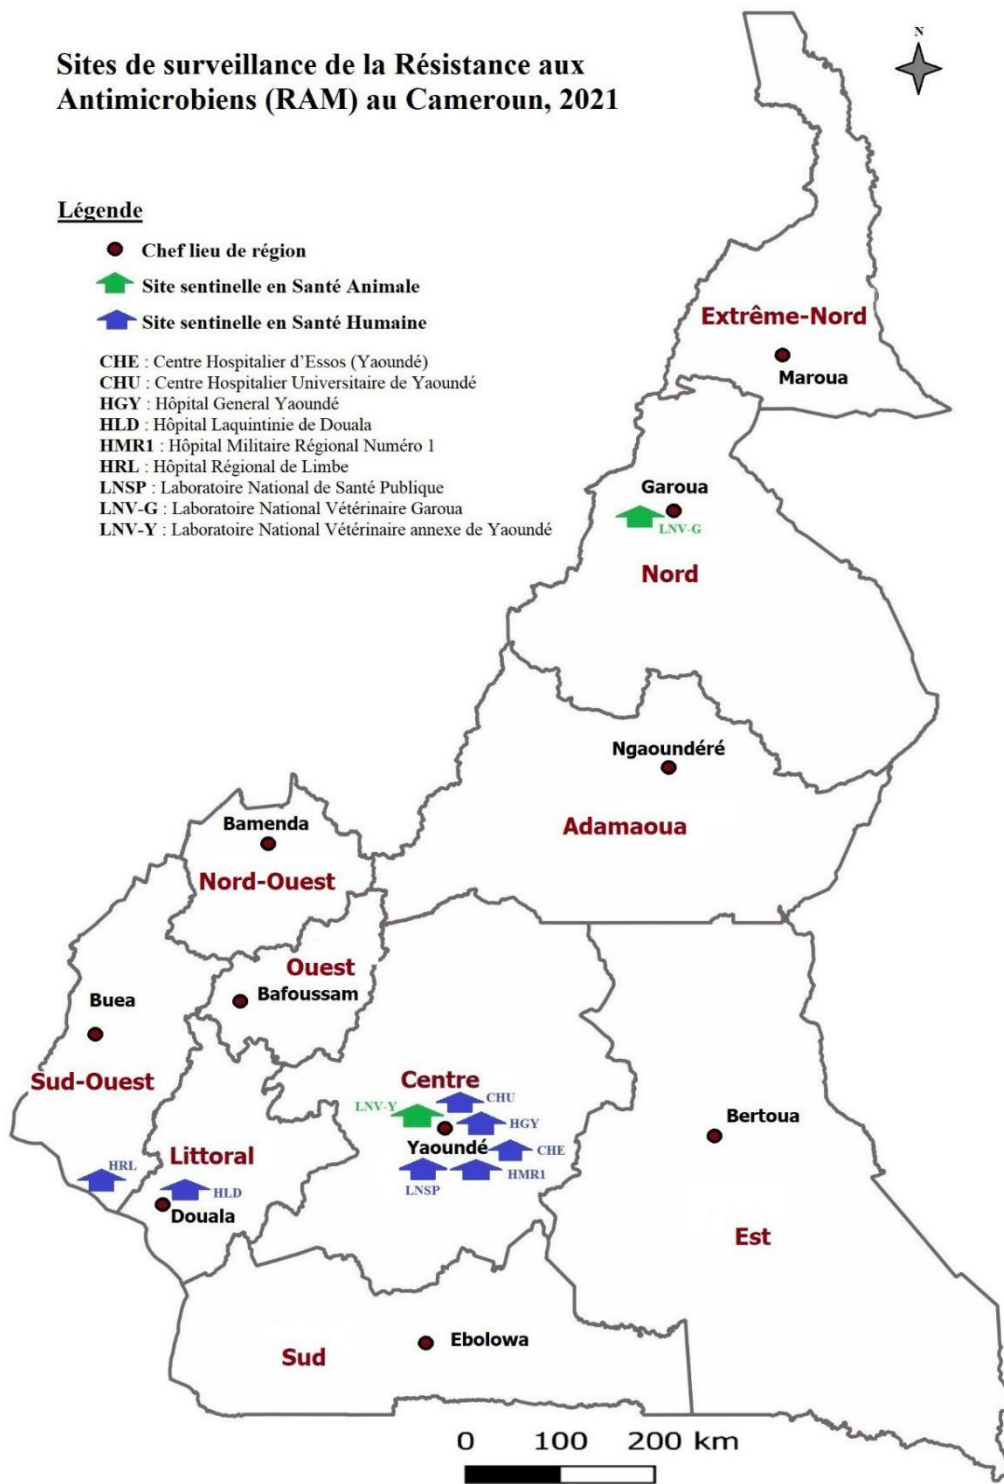 Sites de surveillance de la Résistance aux
Antimicrobiens (RAM) au Cameroun, 2021
N
Légende
Chef lieu de région
Site sentinelle en Santé Animale
Site sentinelle en Santé Humaine
CHE : Centre Hospitalier d’Essos (Yaoundé)
CHU : Centre Hospitalier Universitaire de Yaoundé
HGY : Hôpital General Yaoundé
HLD : Hôpital Laquintinie de Douala
HMR1 : Hôpital Militaire Régional Numéro 1
HRL : Hôpital Régional de Limbe
LNSP : Laboratoire National de Santé Publique
LNV-G : Laboratoire National Vétérinaire Garoua
LNV-Y : Laboratoire National Vétérinaire annexe de Yaoundé
Extrême-Nord
Maroua
Garoua
LNV-G
Nord
Ngaoundéré
Adamaoua
Bamenda
Nord-Ouest
Ouest
Bafoussam
Buea
Sud-Ouest
Centre
CHU
LNV-Y
HGY
Yaoundé
CHE
LNSP
HMR1
Bertoua
Littoral
HRL
HLD
Douala
Est
Sud
Ebolowa
0 100 200 km